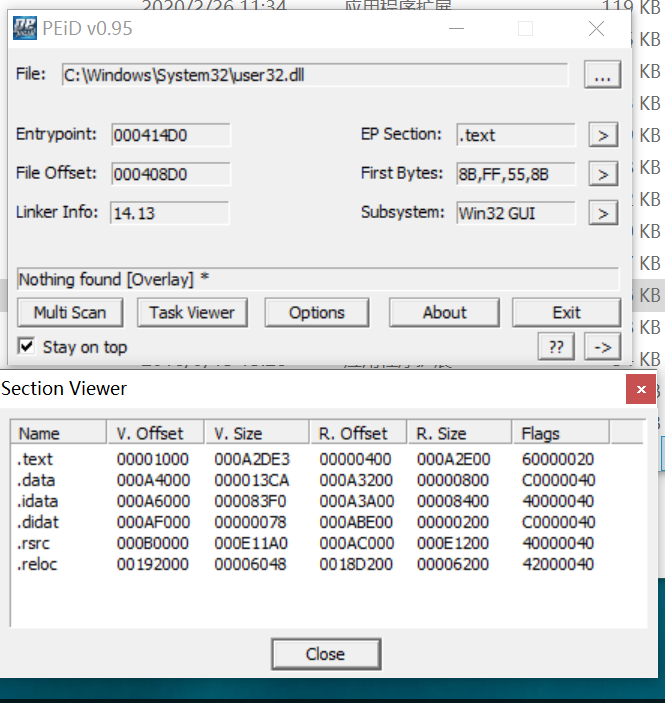 2020/2/26 11:34 应用程序扩展 119 KB
PEiD v0.95
File: C:\Windows\System32\user32.dll ...
Entrypoint: 000414D0 EP Section: .text >
File Offset: 000408D0 First Bytes: 8B,FF,55,8B >
Linker Info: 14.13 Subsystem: Win32 GUI >
Nothing found [Overlay] *
Multi Scan Task Viewer Options About Exit
Stay on top ?? ->
KB
KB
KB
KB
KB
KB
KB
KB
KB
KB
KB
Section Viewer
Name V. Offset V. Size R. Offset R. Size Flags
.text 00001000 000A2DE3 00000400 000A2E00 60000020
.data 000A4000 000013CA 000A3200 00000800 C0000040
.idata 000A6000 000083F0 000A3A00 00008400 40000040
.didat 000AF000 00000078 000ABE00 00000200 C0000040
.rsrc 000B0000 000E11A0 000AC000 000E1200 40000040
.reloc 00192000 00006048 0018D200 00006200 42000040
Close